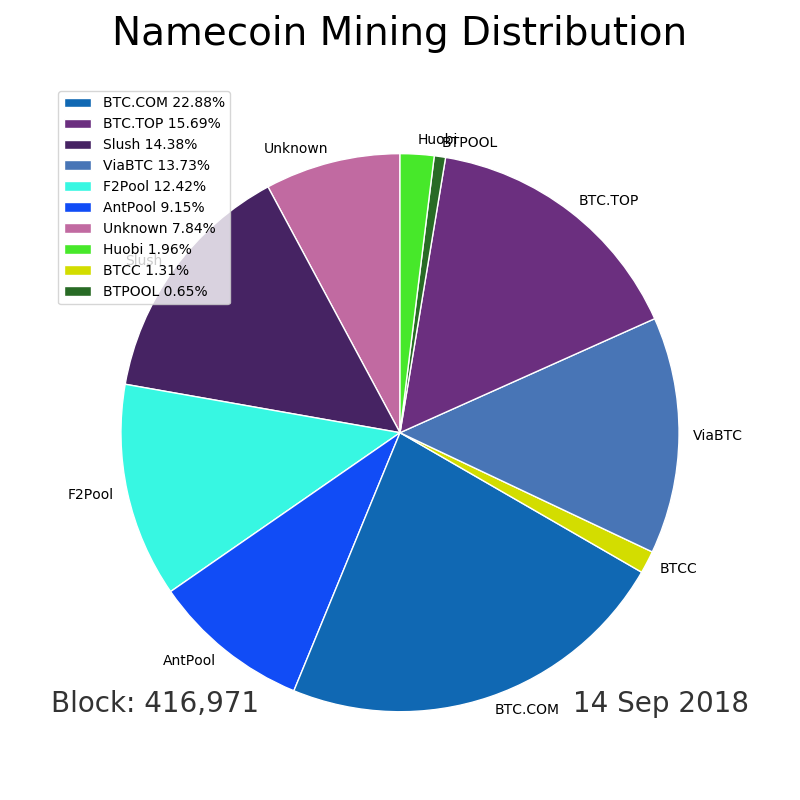 Namecoin Mining Distribution
BTC.COM 22.88%
BTC.TOP 15.69%
Slush 14.38%
ViaBTC 13.73%
F2Pool 12.42%
AntPool 9.15%
Unknown 7.84%
Huobi 1.96%
BTCC 1.31%
BTPOOL 0.65%
Huobi
BTPOOL
Unknown
BTC.TOP
Slush
ViaBTC
F2Pool
BTCC
AntPool
BTC.COM
Block: 416,971
14 Sep 2018